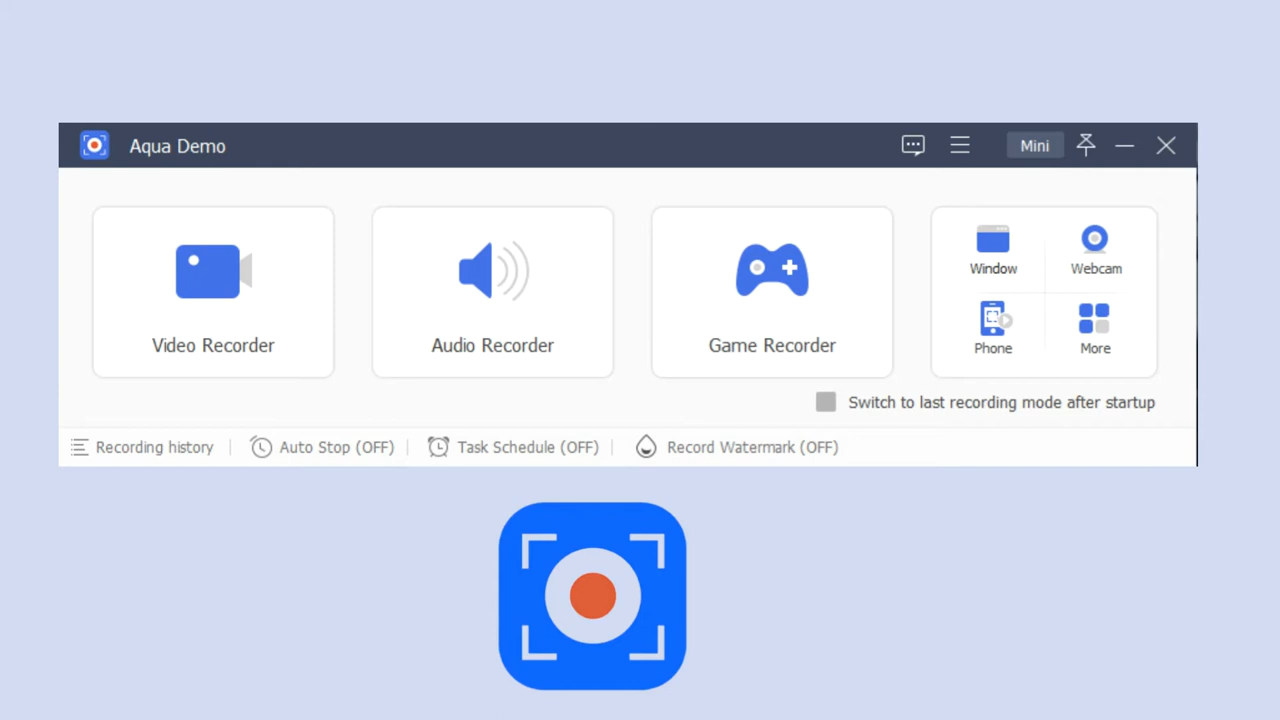 Aqua Demo
Mini
Video Recorder
Audio Recorder
Game Recorder
Window
Webcam
Phone
More
Switch to last recording mode after startup
Recording history
Auto Stop (OFF)
Task Schedule (OFF)
Record Watermark (OFF)